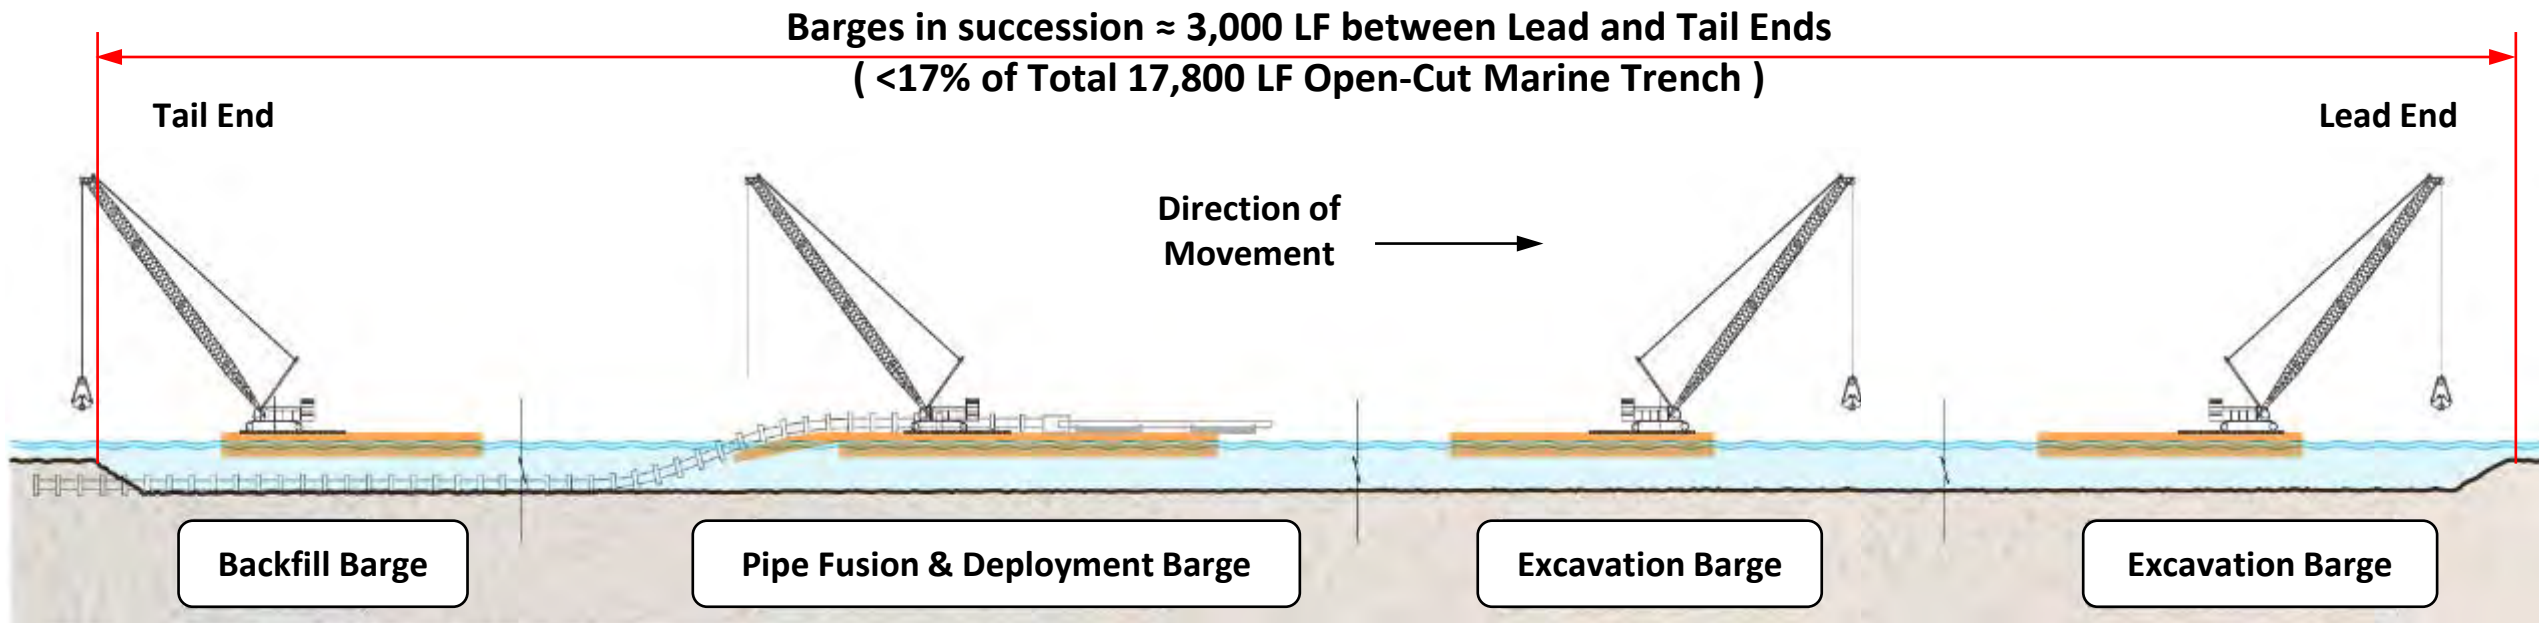 Barges in succession ≈ 3,000 LF between Lead and Tail Ends
( <17% of Total 17,800 LF Open-Cut Marine Trench )
Tail End
Lead End
Direction of
Movement
Backfill Barge
Pipe Fusion & Deployment Barge
Excavation Barge
Excavation Barge